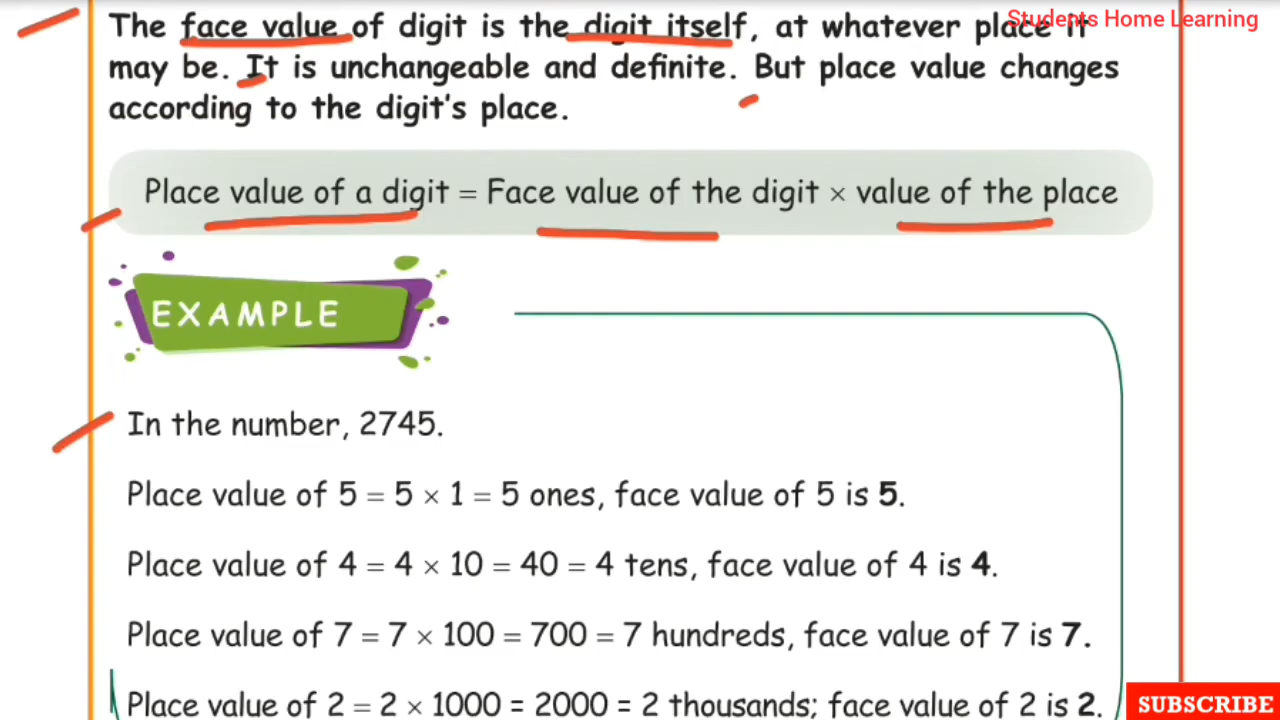 Students Home Learning
The face value of digit is the digit itself, at whatever place it
may be. It is unchangeable and definite. But place value changes
according to the digit's place.
Place value of a digit = Face value of the digit × value of the place
EXAMPLE
In the number, 2745.
Place value of 5 = 5 × 1 = 5 ones, face value of 5 is 5.
Place value of 4 = 4 × 10 = 40 = 4 tens, face value of 4 is 4.
Place value of 7 = 7 × 100 = 700 = 7 hundreds, face value of 7 is 7.
Place value of 2 = 2 × 1000 = 2000 = 2 thousands; face value of 2 is 2.
SUBSCRIBE